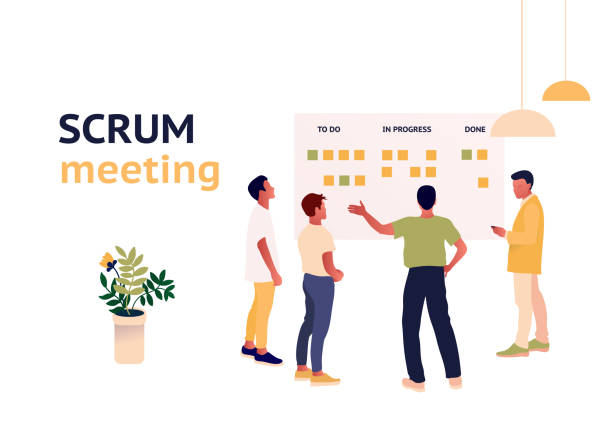 SCRUM
meeting
TO DO
IN PROGRESS
DONE